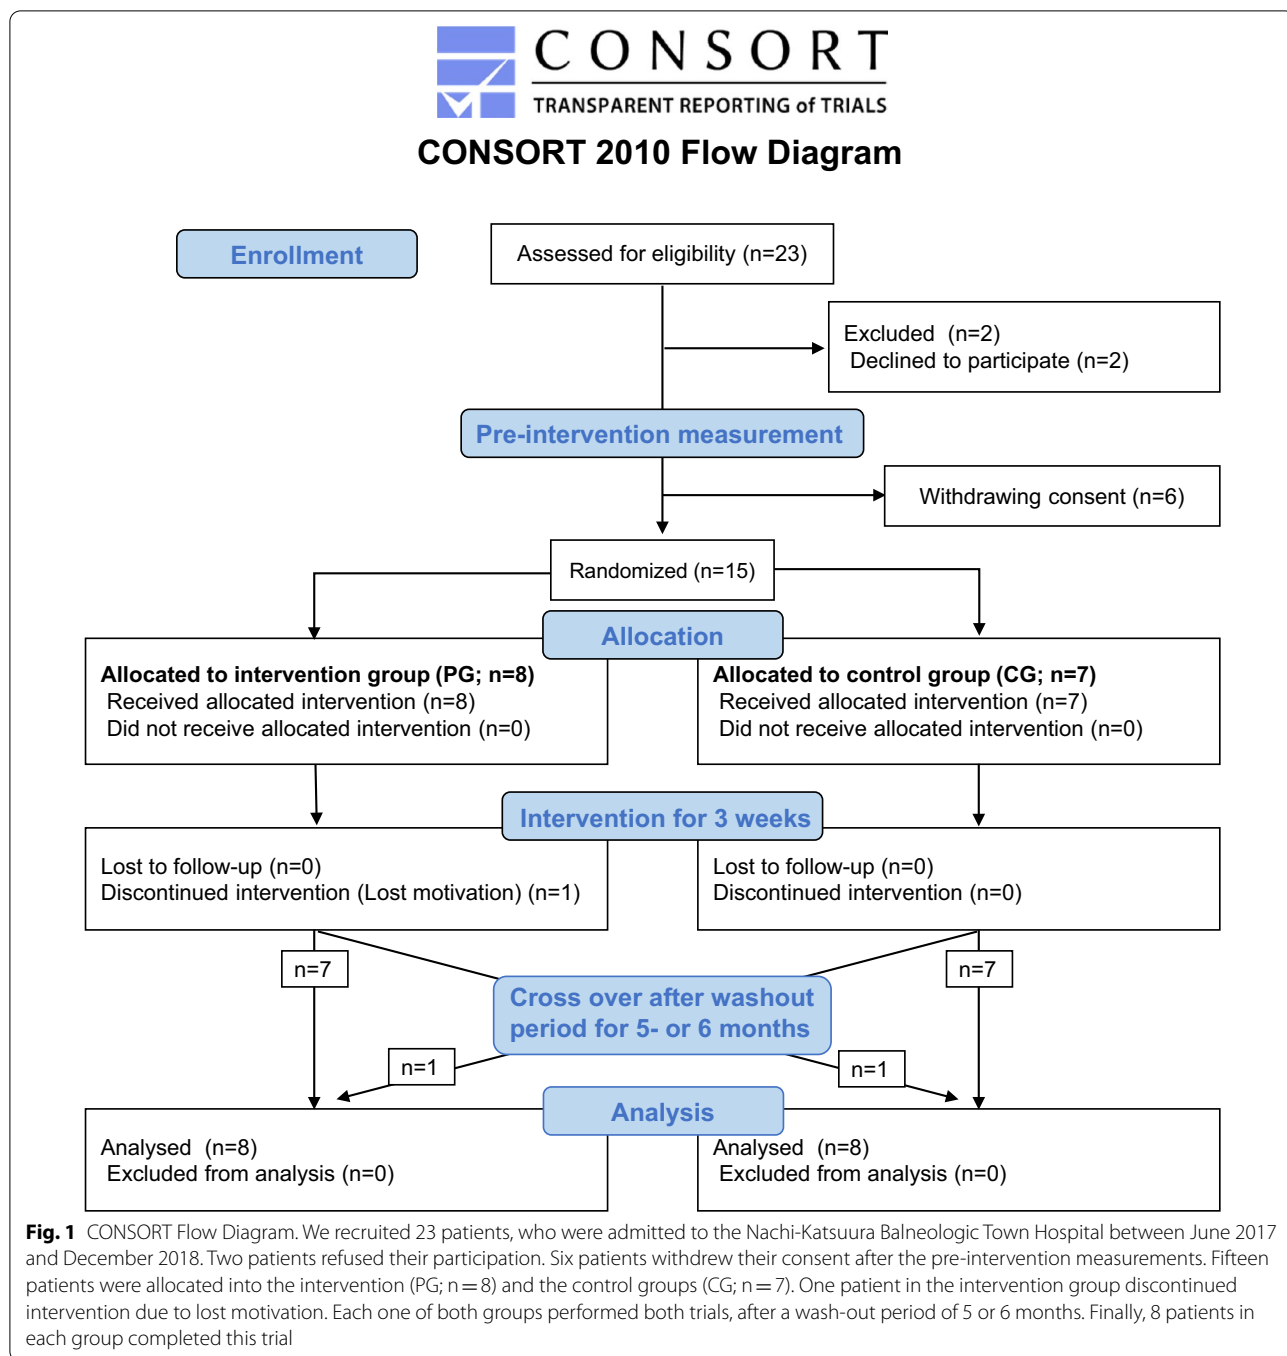 CONSORT
TRANSPARENT REPORTING of TRIALS
CONSORT 2010 Flow Diagram
Enrollment
Assessed for eligibility (n=23)
Excluded (n=2)
Declined to participate (n=2)
Pre-intervention measurement
Withdrawing consent (n=6)
Randomized (n=15)
Allocation
Allocated to intervention group (PG; n=8)
Received allocated intervention (n=8)
Did not receive allocated intervention (n=0)
Allocated to control group (CG; n=7)
Received allocated intervention (n=7)
Did not receive allocated intervention (n=0)
Intervention for 3 weeks
Lost to follow-up (n=0)
Discontinued intervention (Lost motivation) (n=1)
Lost to follow-up (n=0)
Discontinued intervention (n=0)
n=7
n=7
Cross over after washout
period for 5- or 6 months
n=1
n=1
Analysis
Analysed (n=8)
Excluded from analysis (n=0)
Analysed (n=8)
Excluded from analysis (n=0)
Fig. 1 CONSORT Flow Diagram. We recruited 23 patients, who were admitted to the Nachi-Katsuura Balneologic Town Hospital between June 2017
and December 2018. Two patients refused their participation. Six patients withdrew their consent after the pre-intervention measurements. Fifteen
patients were allocated into the intervention (PG; n = 8) and the control groups (CG; n = 7). One patient in the intervention group discontinued
intervention due to lost motivation. Each one of both groups performed both trials, after a wash-out period of 5 or 6 months. Finally, 8 patients in
each group completed this trial